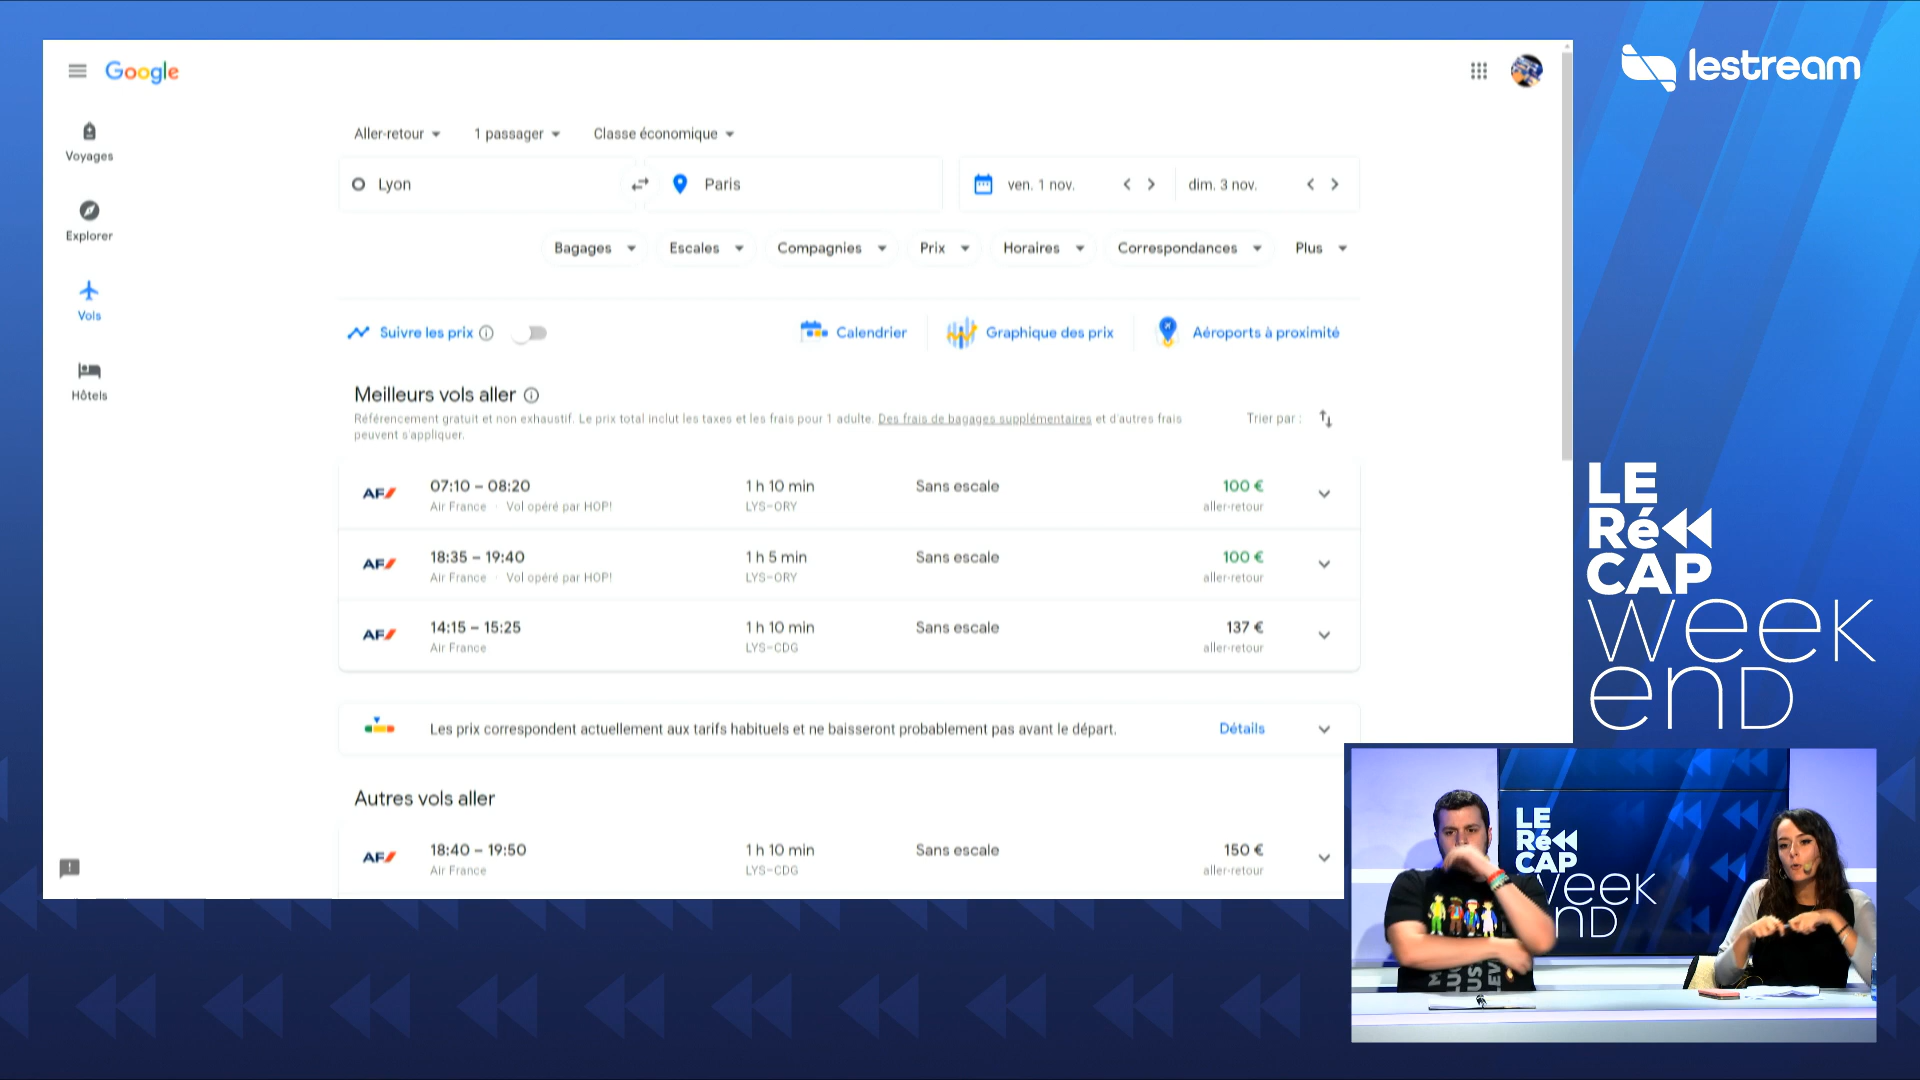 Google
lestream
Voyages
Explorer
Vols
Hôtels
Aller-retour 1 passager Classe économique
Lyon Paris ven. 1 nov. dim. 3 nov.
Bagages Escales Compagnies Prix Horaires Correspondances Plus
Suivre les prix Calendrier Graphique des prix Aéroports à proximité
Meilleurs vols aller
Référencement gratuit et non exhaustif. Le prix total inclut les taxes et les frais pour 1 adulte. Des frais de bagages supplémentaires et d'autres frais
peuvent s'appliquer.
Trier par :
AF 07:10 – 08:20 1 h 10 min Sans escale 100 €
Air France · Vol opéré par HOP! LYS–ORY aller-retour
AF 18:35 – 19:40 1 h 5 min Sans escale 100 €
Air France · Vol opéré par HOP! LYS–ORY aller-retour
AF 14:15 – 15:25 1 h 10 min Sans escale 137 €
Air France LYS–CDG aller-retour
Les prix correspondent actuellement aux tarifs habituels et ne baisseront probablement pas avant le départ. Détails
Autres vols aller
AF 18:40 – 19:50 1 h 10 min Sans escale 150 €
Air France LYS–CDG aller-retour
LE
Ré
CAP
week
end
LE
Ré
CAP
week
end